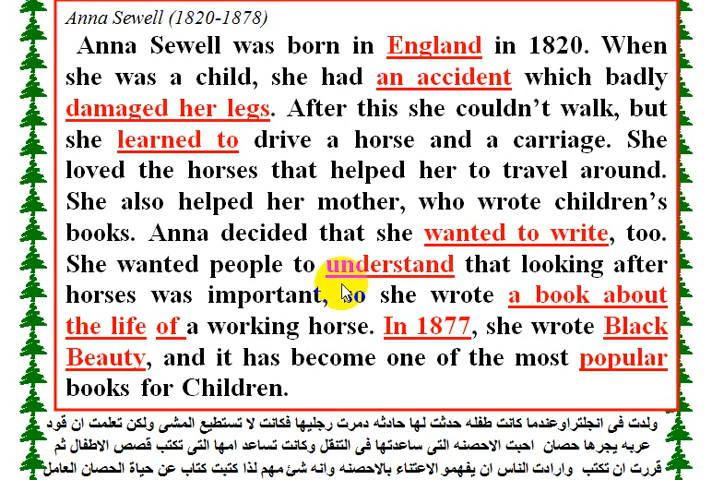 Anna Sewell (1820-1878)
Anna Sewell was born in England in 1820. When
she was a child, she had an accident which badly
damaged her legs. After this she couldn't walk, but
she learned to drive a horse and a carriage. She
loved the horses that helped her to travel around.
She also helped her mother, who wrote children's
books. Anna decided that she wanted to write, too.
She wanted people to understand that looking after
horses was important, so she wrote a book about
the life of a working horse. In 1877, she wrote Black
Beauty, and it has become one of the most popular
books for Children.
ولدت فى انجلتراوعندما كانت طفله حدثت لها حادثه دمرت رجليها فكانت لا تستطيع المشى ولكن تعلمت ان قود
عربه يجرها حصان احبت الاحصنه التى ساعدتها فى التنقل وكانت تساعد امها التى تكتب قصص الاطفال ثم
قررت ان تكتب وارادت الناس ان يفهمو الاعتناء بالاحصنه وانه شئ مهم لذا كتبت كتاب عن حياة الحصان العامل